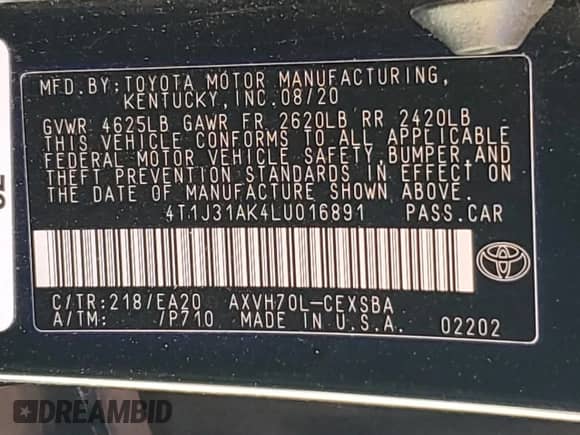 MFD.BY:TOYOTA MOTOR MANUFACTURING,
KENTUCKY,INC.08/20
GVWR 4625LB GAWR FR 2620LB RR 2420LB
THIS VEHICLE CONFORMS TO ALL APPLICABLE
FEDERAL MOTOR VEHICLE SAFETY,BUMPER,AND
THEFT PREVENTION STANDARDS IN EFFECT ON
THE DATE OF MANUFACTURE SHOWN ABOVE.
4T1J31AK4LU016891 PASS.CAR
C/TR:218/EA20 AXVH70L-CEXSBA
A/TM: /P710 MADE IN U.S.A. 02202
DREAMBID